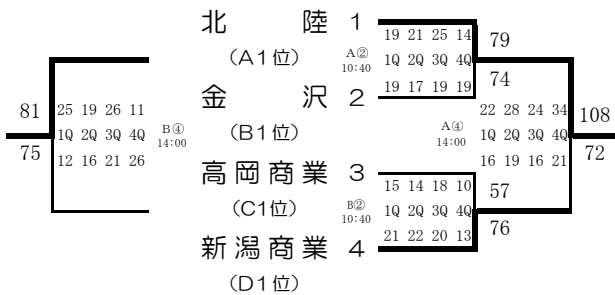 北陸 1
(A1位)
金沢 2
(B1位)
高岡商業 3
(C1位)
新潟商業 4
(D1位)
81
75
25 19 26 11
1Q 2Q 3Q 4Q
12 16 21 26
B④
14:00
19 21 25 14
1Q 2Q 3Q 4Q
19 17 19 19
A②
10:40
79
74
15 14 18 10
1Q 2Q 3Q 4Q
21 22 20 13
B②
10:40
57
76
22 28 24 34
1Q 2Q 3Q 4Q
16 19 16 21
A④
14:00
108
72